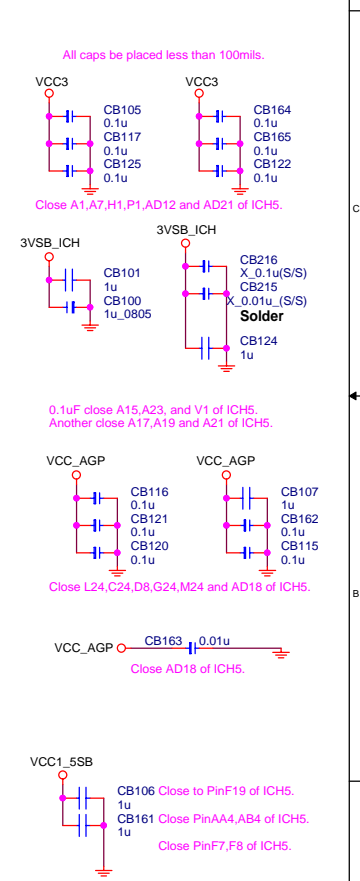 All caps be placed less than 100mils.
VCC3
CB105
0.1u
CB117
0.1u
CB125
0.1u
VCC3
CB164
0.1u
CB165
0.1u
CB122
0.1u
Close A1,A7,H1,P1,AD12 and AD21 of ICH5.
C
3VSB_ICH
CB101
1u
CB100
1u_0805
3VSB_ICH
CB216
X_0.1u(S/S)
CB215
X_0.01u_(S/S)
Solder
CB124
1u
0.1uF close A15,A23, and V1 of ICH5.
Another close A17,A19 and A21 of ICH5.
VCC_AGP
CB116
0.1u
CB121
0.1u
CB120
0.1u
VCC_AGP
CB107
1u
CB162
0.1u
CB115
0.1u
Close L24,C24,D8,G24,M24 and AD18 of ICH5.
B
VCC_AGP
CB163 0.01u
Close AD18 of ICH5.
VCC1_5SB
CB106 Close to PinF19 of ICH5.
1u
CB161 Close PinAA4,AB4 of ICH5.
1u
Close PinF7,F8 of ICH5.